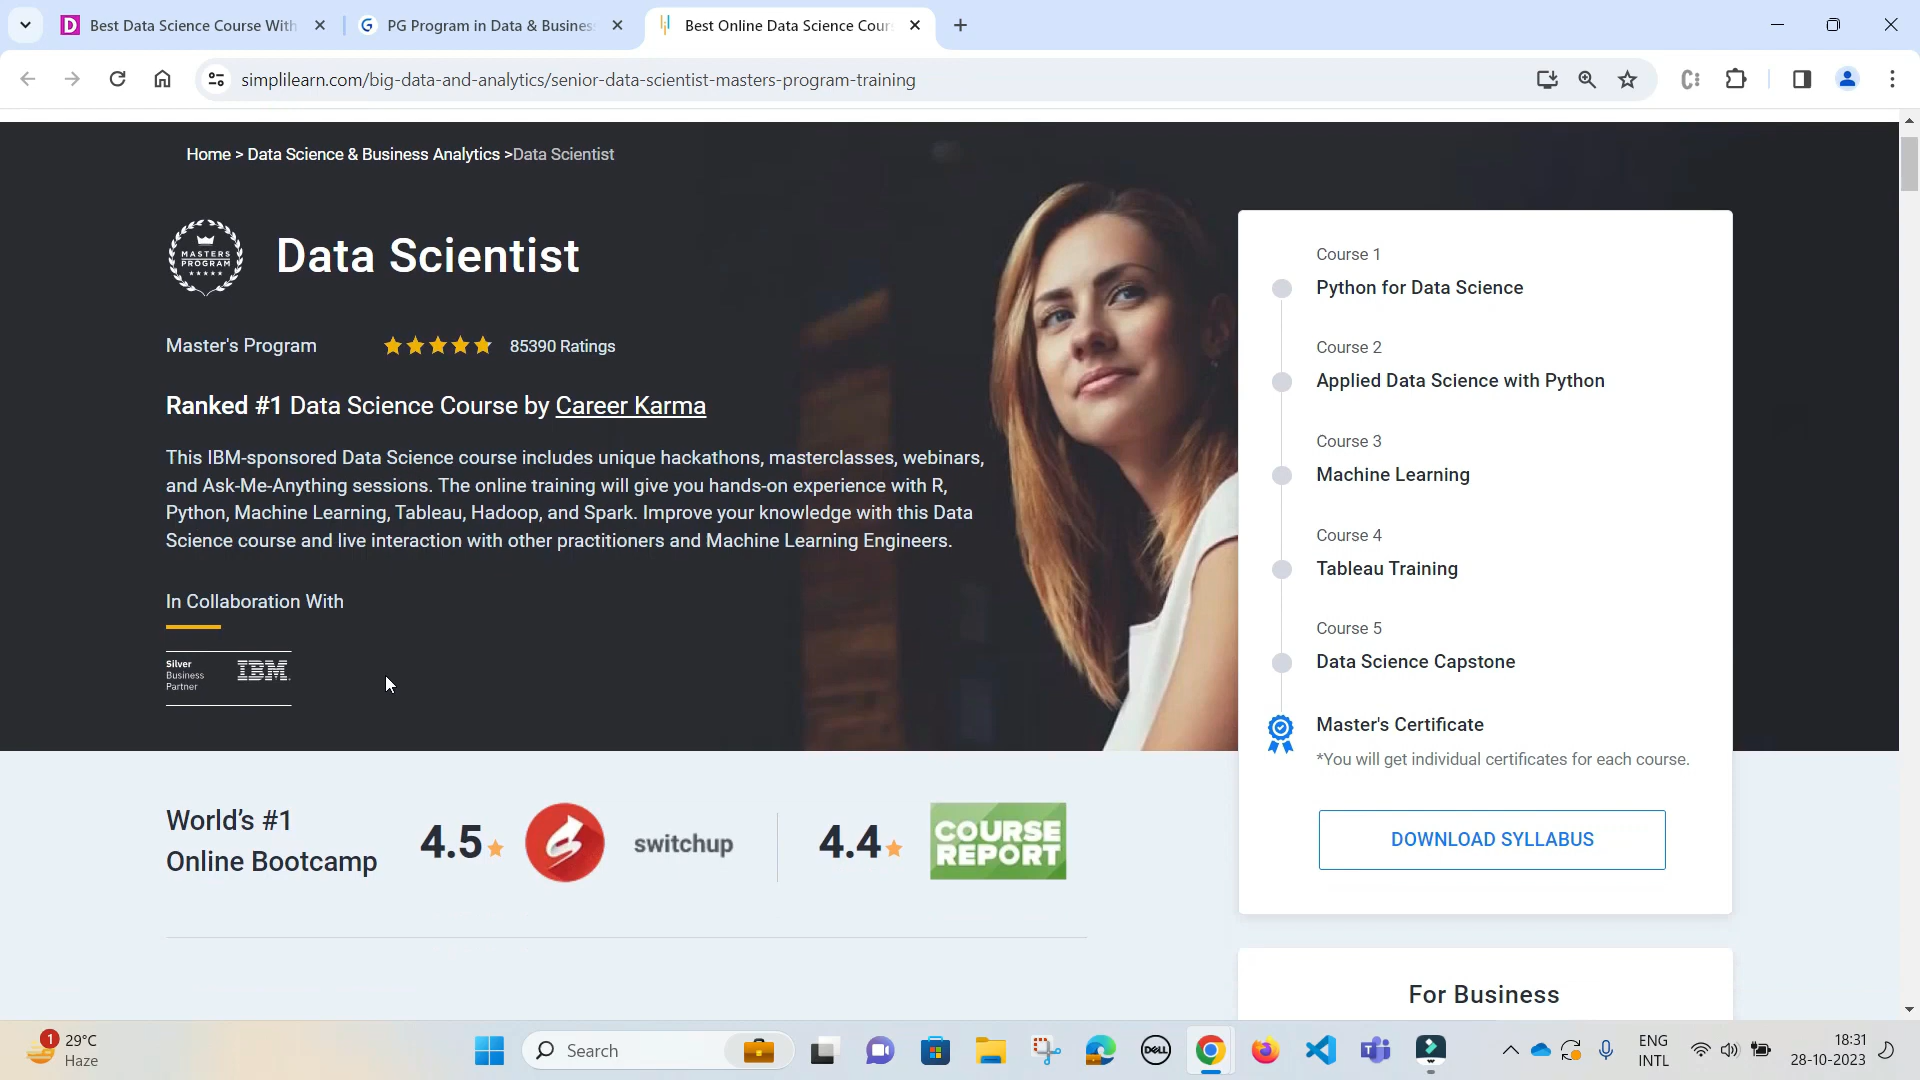 Best Data Science Course With
PG Program in Data & Busines
Best Online Data Science Cour
simplilearn.com/big-data-and-analytics/senior-data-scientist-masters-program-training
Home > Data Science & Business Analytics >Data Scientist
MASTERS
PROGRAM
Data Scientist
Master's Program
85390 Ratings
Ranked #1 Data Science Course by Career Karma
This IBM-sponsored Data Science course includes unique hackathons, masterclasses, webinars,
and Ask-Me-Anything sessions. The online training will give you hands-on experience with R,
Python, Machine Learning, Tableau, Hadoop, and Spark. Improve your knowledge with this Data
Science course and live interaction with other practitioners and Machine Learning Engineers.
In Collaboration With
Silver
Business
Partner
IBM
Course 1
Python for Data Science
Course 2
Applied Data Science with Python
Course 3
Machine Learning
Course 4
Tableau Training
Course 5
Data Science Capstone
Master's Certificate
*You will get individual certificates for each course.
DOWNLOAD SYLLABUS
World's #1
Online Bootcamp
4.5
switchup
4.4
COURSE
REPORT
For Business
1
29°C
Haze
Search
DELL
ENG
INTL
18:31
28-10-2023